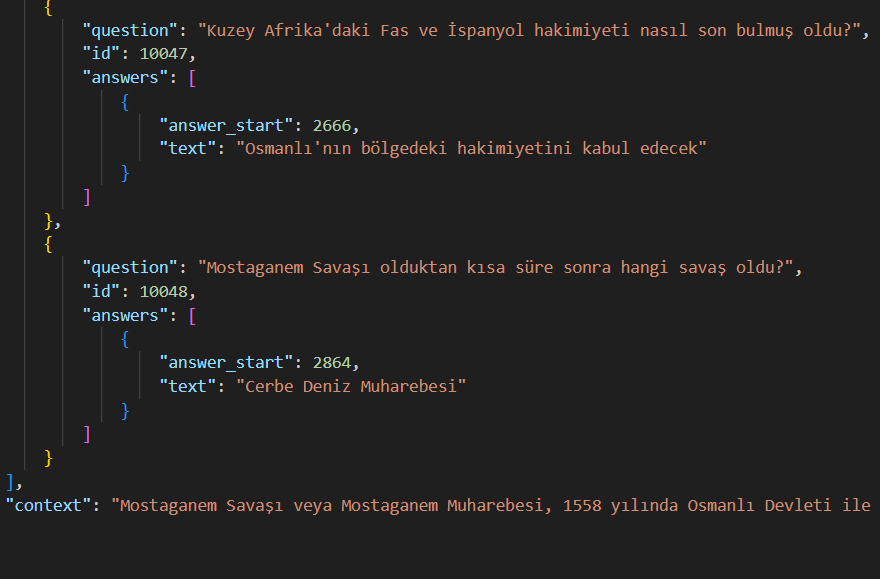 {
"question": "Kuzey Afrika'daki Fas ve İspanyol hakimiyeti nasıl son bulmuş oldu?",
"id": 10047,
"answers": [
{
"answer_start": 2666,
"text": "Osmanlı'nın bölgedeki hakimiyetini kabul edecek"
}
]
},
{
"question": "Mostaganem Savaşı olduktan kısa süre sonra hangi savaş oldu?",
"id": 10048,
"answers": [
{
"answer_start": 2864,
"text": "Cerbe Deniz Muharebesi"
}
]
}
],
"context": "Mostaganem Savaşı veya Mostaganem Muharebesi, 1558 yılında Osmanlı Devleti ile